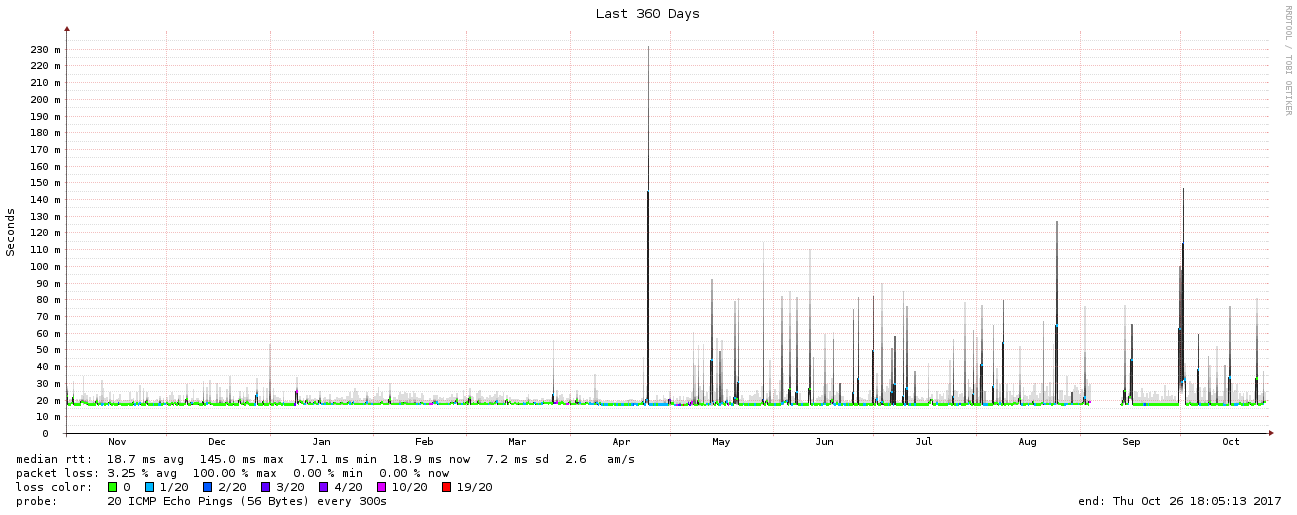 Last 360 Days
RRDTOOL / TOBI OETIKER
Seconds
230 m
220 m
210 m
200 m
190 m
180 m
170 m
160 m
150 m
140 m
130 m
120 m
110 m
100 m
90 m
80 m
70 m
60 m
50 m
40 m
30 m
20 m
10 m
0
Nov Dec Jan Feb Mar Apr May Jun Jul Aug Sep Oct
median rtt: 18.7 ms avg 145.0 ms max 17.1 ms min 18.9 ms now 7.2 ms sd 2.6 am/s
packet loss: 3.25 % avg 100.00 % max 0.00 % min 0.00 % now
loss color: 0 1/20 2/20 3/20 4/20 10/20 19/20
probe: 20 ICMP Echo Pings (56 Bytes) every 300s end: Thu Oct 26 18:05:13 2017